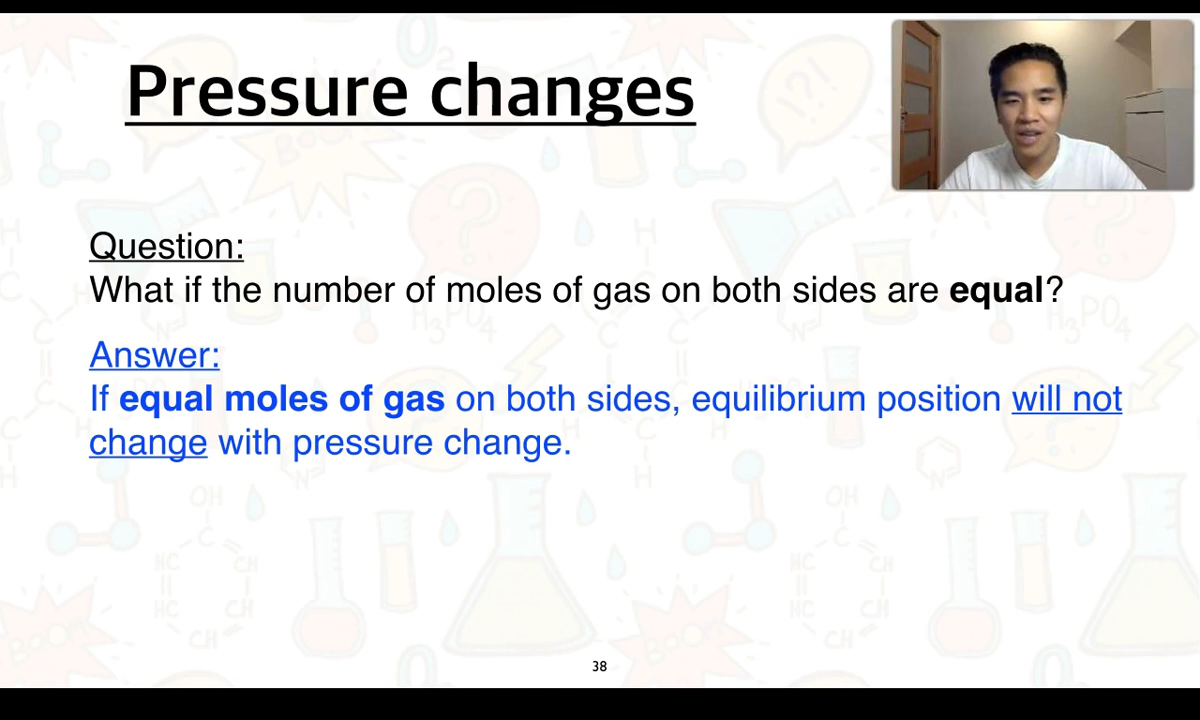 Pressure changes
Question:
What if the number of moles of gas on both sides are equal?
Answer:
If equal moles of gas on both sides, equilibrium position will not
change with pressure change.
38